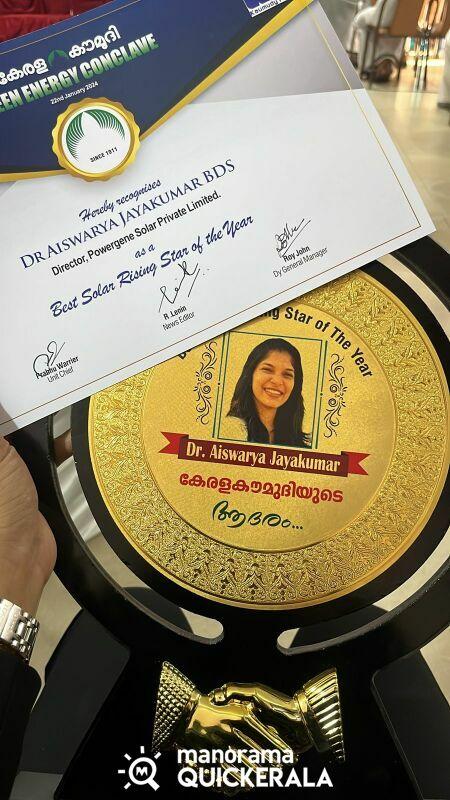 കേരള കൗമുദി
EEN ENERGY CONCLAVE
22nd January 2024
SINCE 1911
Hereby recognises
DR AISWARYA JAYAKUMAR BDS
Director, Powergene Solar Private Limited.
as a
Best Solar Rising Star of the Year
Prabhu Warrier
Unit Chief
R Lenin
News Editor
Roy John
Dy General Manager
ng Star of The Year
Dr. Aiswarya Jayakumar
കേരളകൗമുദിയുടെ
ആദരം...
manorama
QUICKERALA